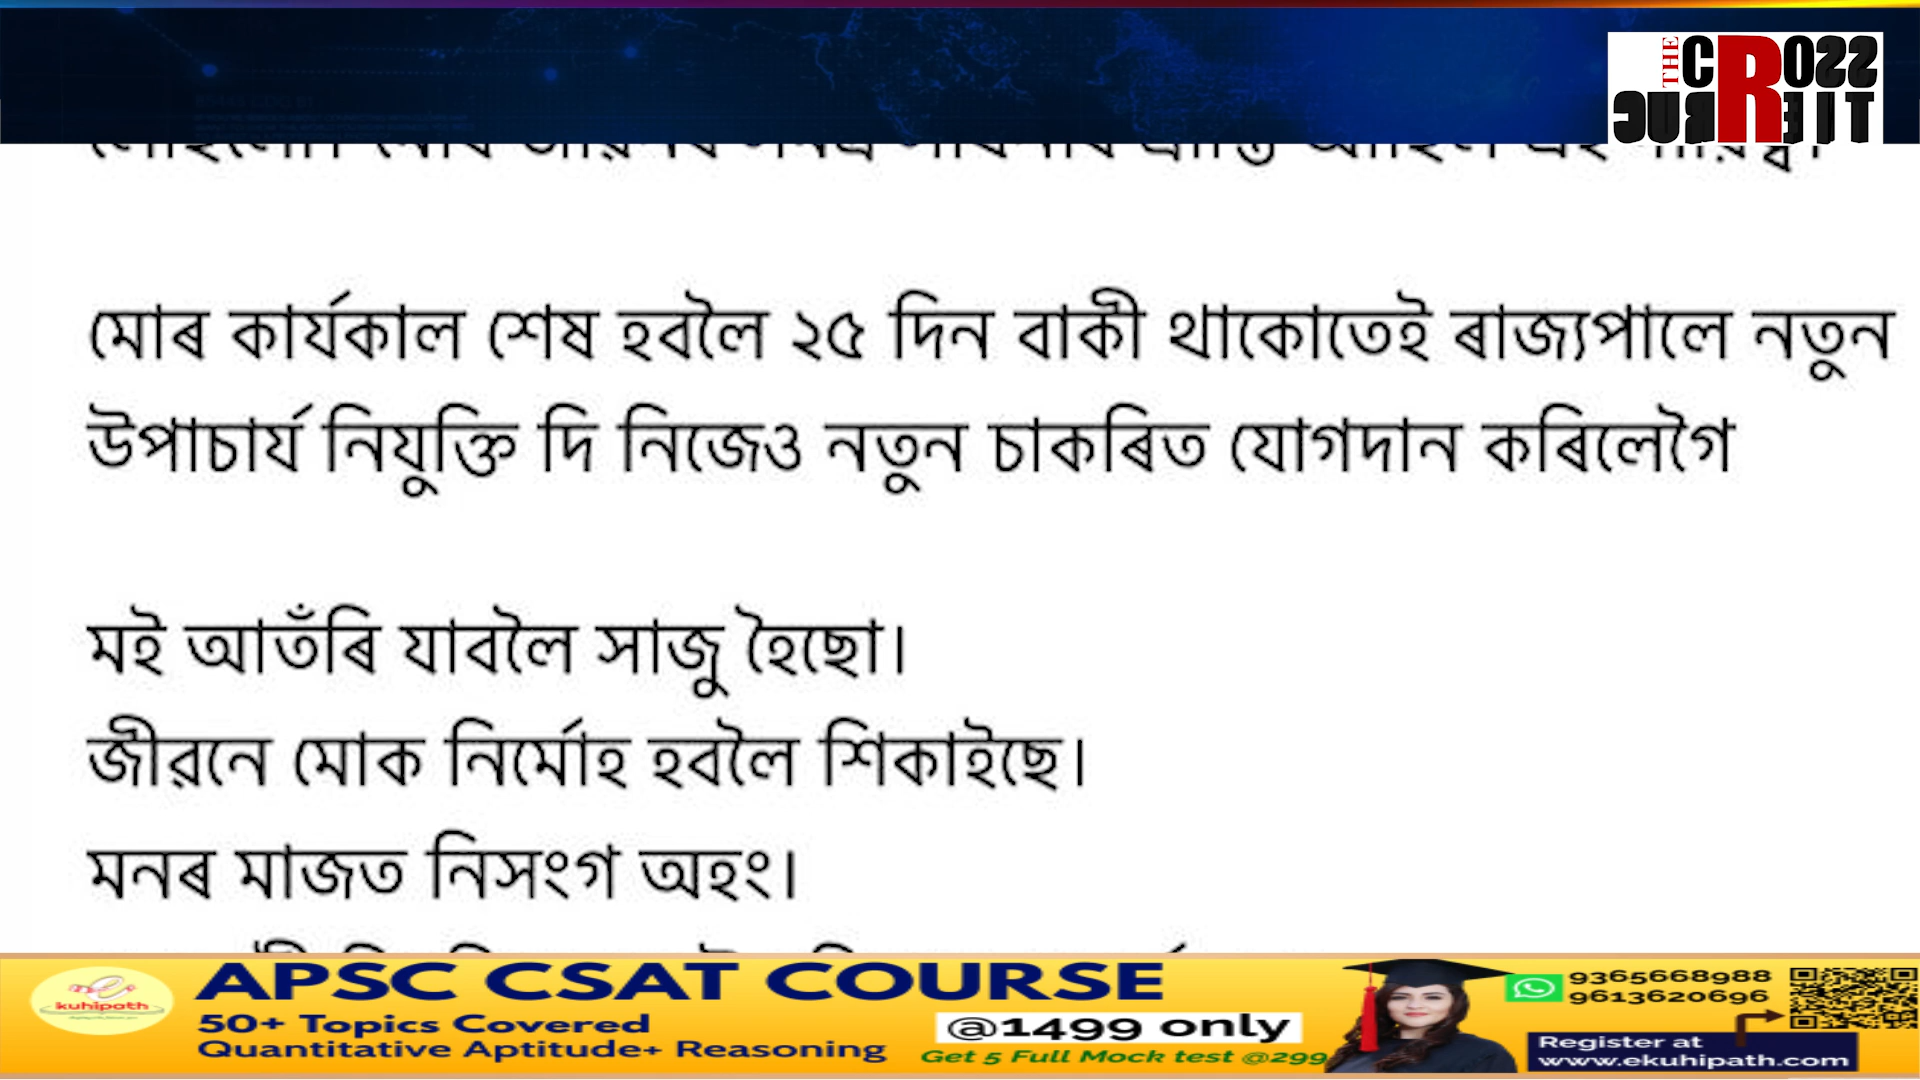 THE CROSS
CURRENT
মোৰ কাৰ্যকাল শেষ হবলৈ ২৫ দিন বাকী থাকোতেই ৰাজ্যপালে নতুন
উপাচাৰ্য নিযুক্তি দি নিজেও নতুন চাকৰিত যোগদান কৰিলেগৈ
মই আতঁৰি যাবলৈ সাজু হৈছো।
জীৱনে মোক নিৰ্মোহ হবলৈ শিকাইছে।
মনৰ মাজত নিসংগ অহং।
kuhipath
APSC CSAT COURSE
50+ Topics Covered
Quantitative Aptitude+ Reasoning
@1499 only
Get 5 Full Mock test @299
9365668988
9613620696
Register at
www.ekuhipath.com